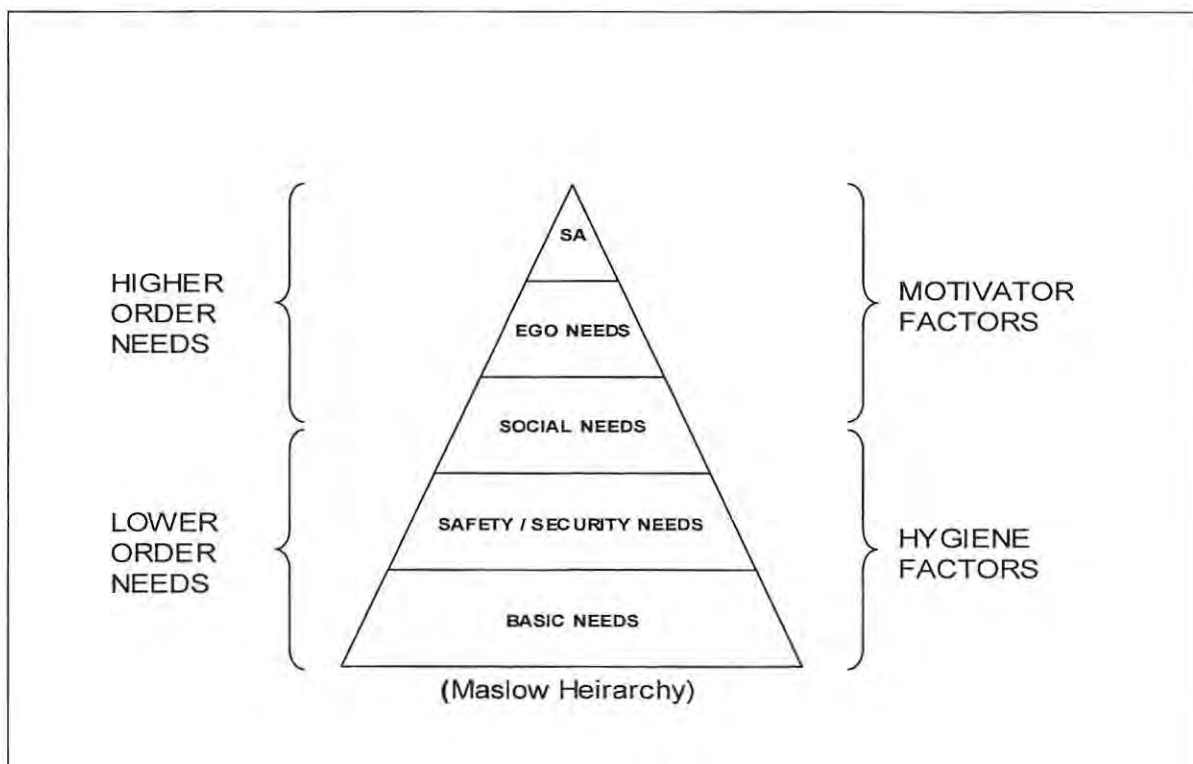 SA
HIGHER
ORDER
NEEDS
MOTIVATOR
FACTORS
EGO NEEDS
SOCIAL NEEDS
LOWER
ORDER
NEEDS
SAFETY / SECURITY NEEDS
HYGIENE
FACTORS
BASIC NEEDS
(Maslow Heirarchy)